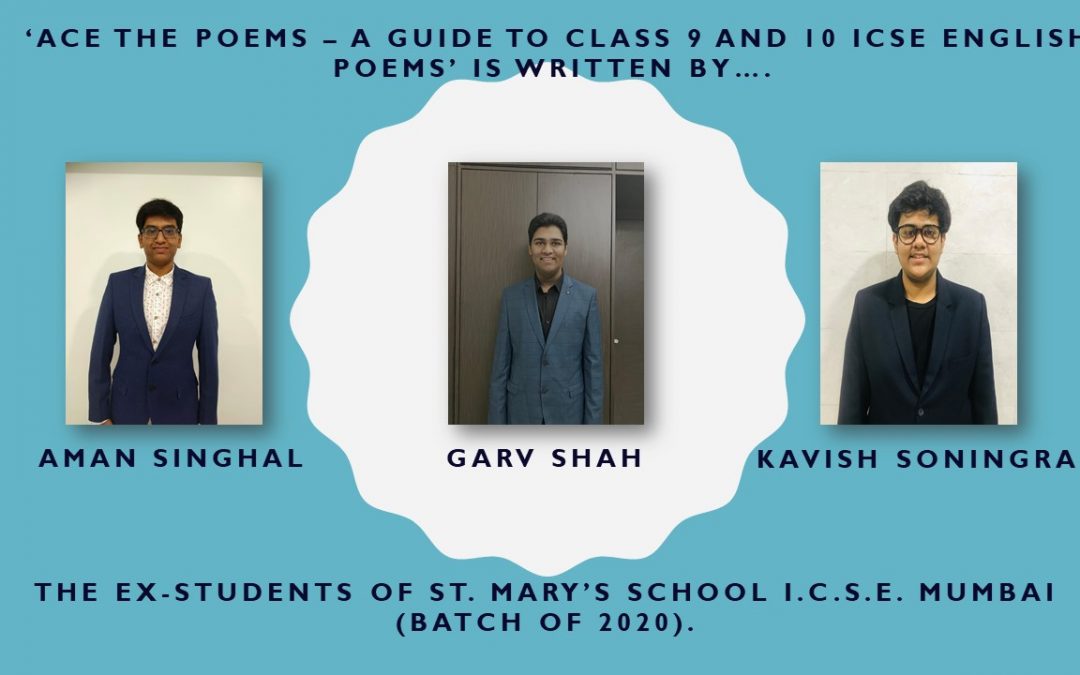 ‘ACE THE POEMS – A GUIDE TO CLASS 9 AND 10 ICSE ENGLISH
POEMS’ IS WRITTEN BY….
AMAN SINGHAL
GARV SHAH
KAVISH SONINGRA
THE EX-STUDENTS OF ST. MARY’S SCHOOL I.C.S.E. MUMBAI
(BATCH OF 2020).